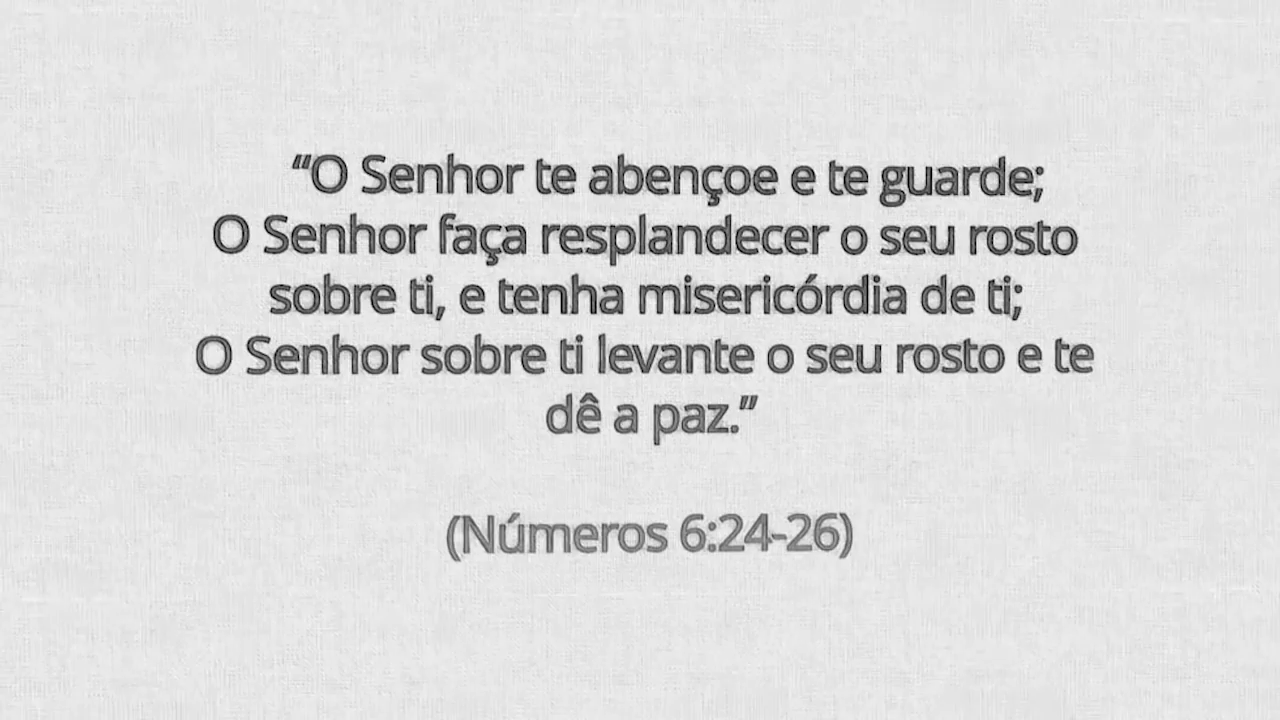 “O Senhor te abençoe e te guarde;
O Senhor faça resplandecer o seu rosto
sobre ti, e tenha misericórdia de ti;
O Senhor sobre ti levante o seu rosto e te
dê a paz.”
(Números 6:24-26)